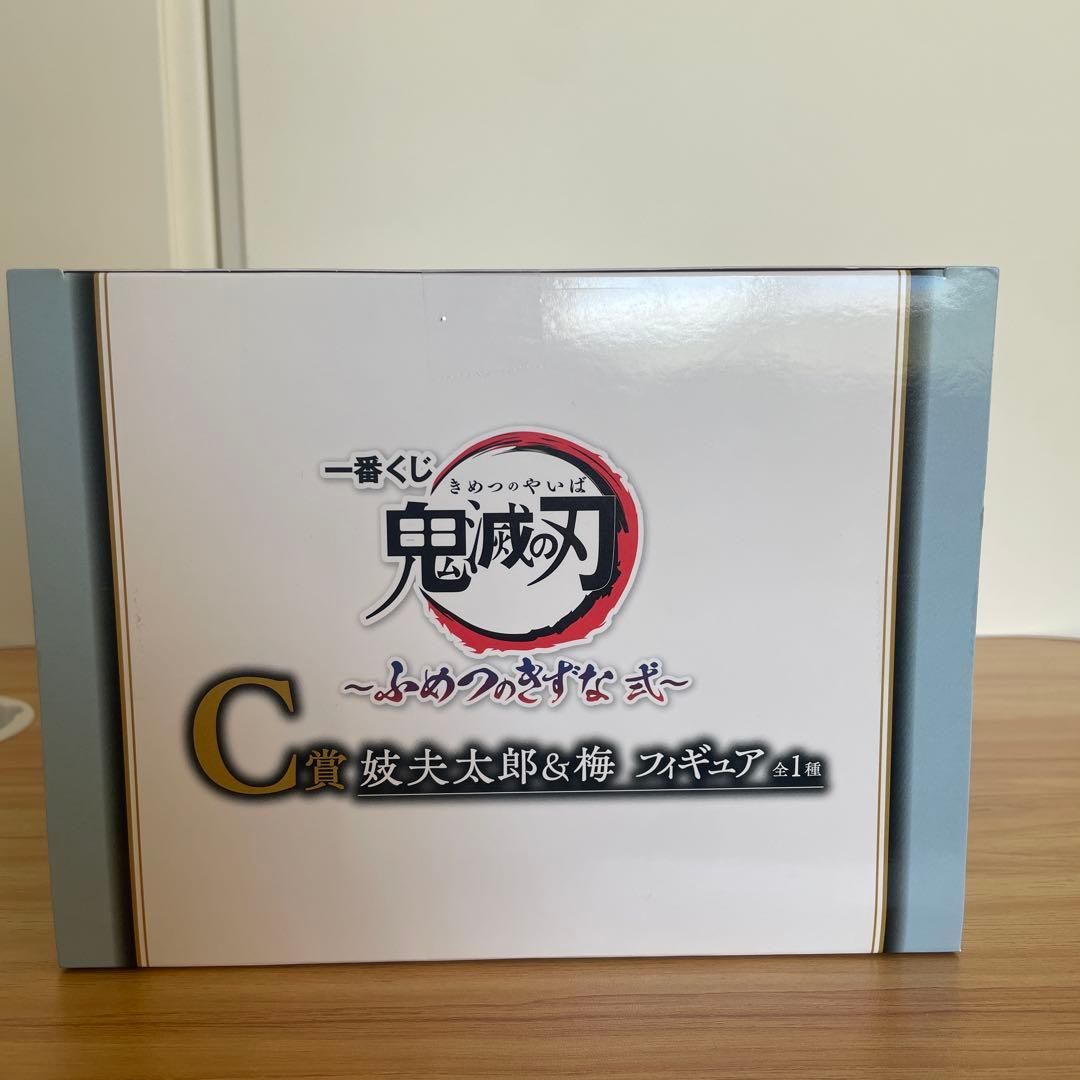 一番くじ
きめつのやいば
鬼滅の刃
～ふめつのきずな 弐～
C賞 妓夫太郎&梅 フィギュア 全1種